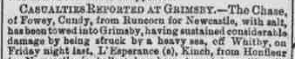 CASUALTIES REPORTED AT GRIMSBY.—The Chase,
of Fowey, Cundy, from Runcorn for Newcastle, with salt,
has been towed into Grimsby, having sustained considerable
damage by being struck by a heavy sea, off Whitby, on
Friday night last. L'Esperance (s), Kinch, from Honfleur